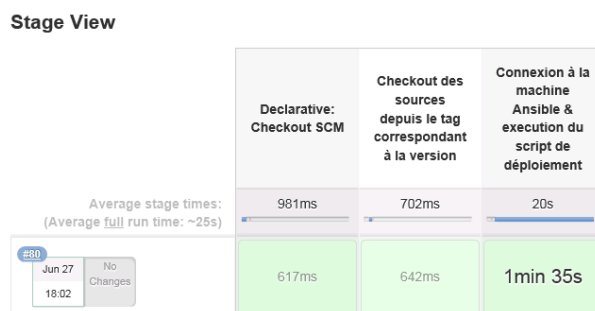 Stage View
Declarative:
Checkout SCM
Checkout des
sources
depuis le tag
correspondant
à la version
Connexion à la
machine
Ansible &
execution du
script de
déploiement
Average stage times:
(Average full run time: ~25s)
981ms
702ms
20s
#80
Jun 27
18:02
No
Changes
617ms
642ms
1min 35s